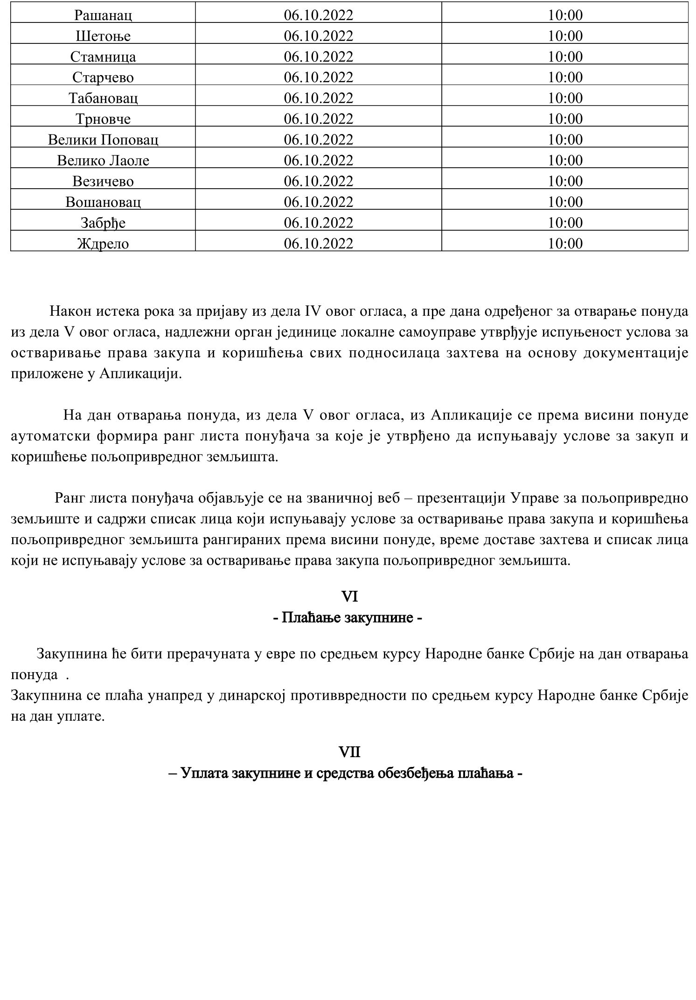 Рашанац 06.10.2022 10:00
Шетоње 06.10.2022 10:00
Стамница 06.10.2022 10:00
Старчево 06.10.2022 10:00
Табановац 06.10.2022 10:00
Трновче 06.10.2022 10:00
Велики Поповац 06.10.2022 10:00
Велико Лаоле 06.10.2022 10:00
Везичево 06.10.2022 10:00
Вошановац 06.10.2022 10:00
Забрђе 06.10.2022 10:00
Ждрело 06.10.2022 10:00
Након истека рока за пријаву из дела IV овог огласа, а пре дана одређеног за отварање понуда
из дела V овог огласа, надлежни орган јединице локалне самоуправе утврђује испуњеност услова за
остваривање права закупа и коришћења свих подносилаца захтева на основу документације
приложене у Апликацији.
На дан отварања понуда, из дела V овог огласа, из Апликације се према висини понуде
аутоматски формира ранг листа понуђача за које је утврђено да испуњавају услове за закуп и
коришћење пољопривредног земљишта.
Ранг листа понуђача објављује се на званичној веб – презентацији Управе за пољопривредно
земљиште и садржи списак лица који испуњавају услове за остваривање права закупа и коришћења
пољопривредног земљишта рангираних према висини понуде, време доставе захтева и списак лица
који не испуњавају услове за остваривање права закупа пољопривредног земљишта.
VI
- Плаћање закупнине -
Закупнина ће бити прерачуната у евре по средњем курсу Народне банке Србије на дан отварања
понуда .
Закупнина се плаћа унапред у динарској противвредности по средњем курсу Народне банке Србије
на дан уплате.
VII
– Уплата закупнине и средства обезбеђења плаћања -